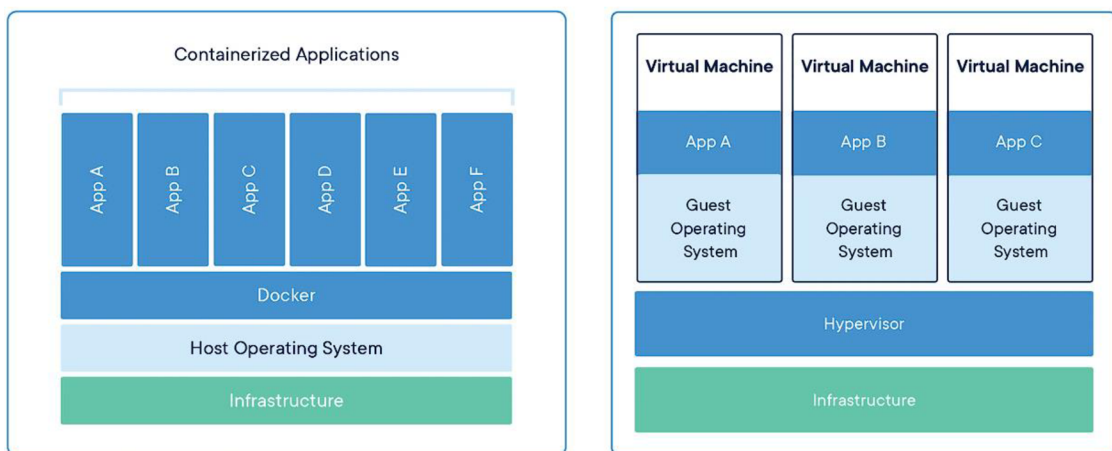 Containerized Applications
App A
App B
App C
App D
App E
App F
Docker
Host Operating System
Infrastructure
Virtual Machine
App A
Guest
Operating
System
Virtual Machine
App B
Guest
Operating
System
Virtual Machine
App C
Guest
Operating
System
Hypervisor
Infrastructure